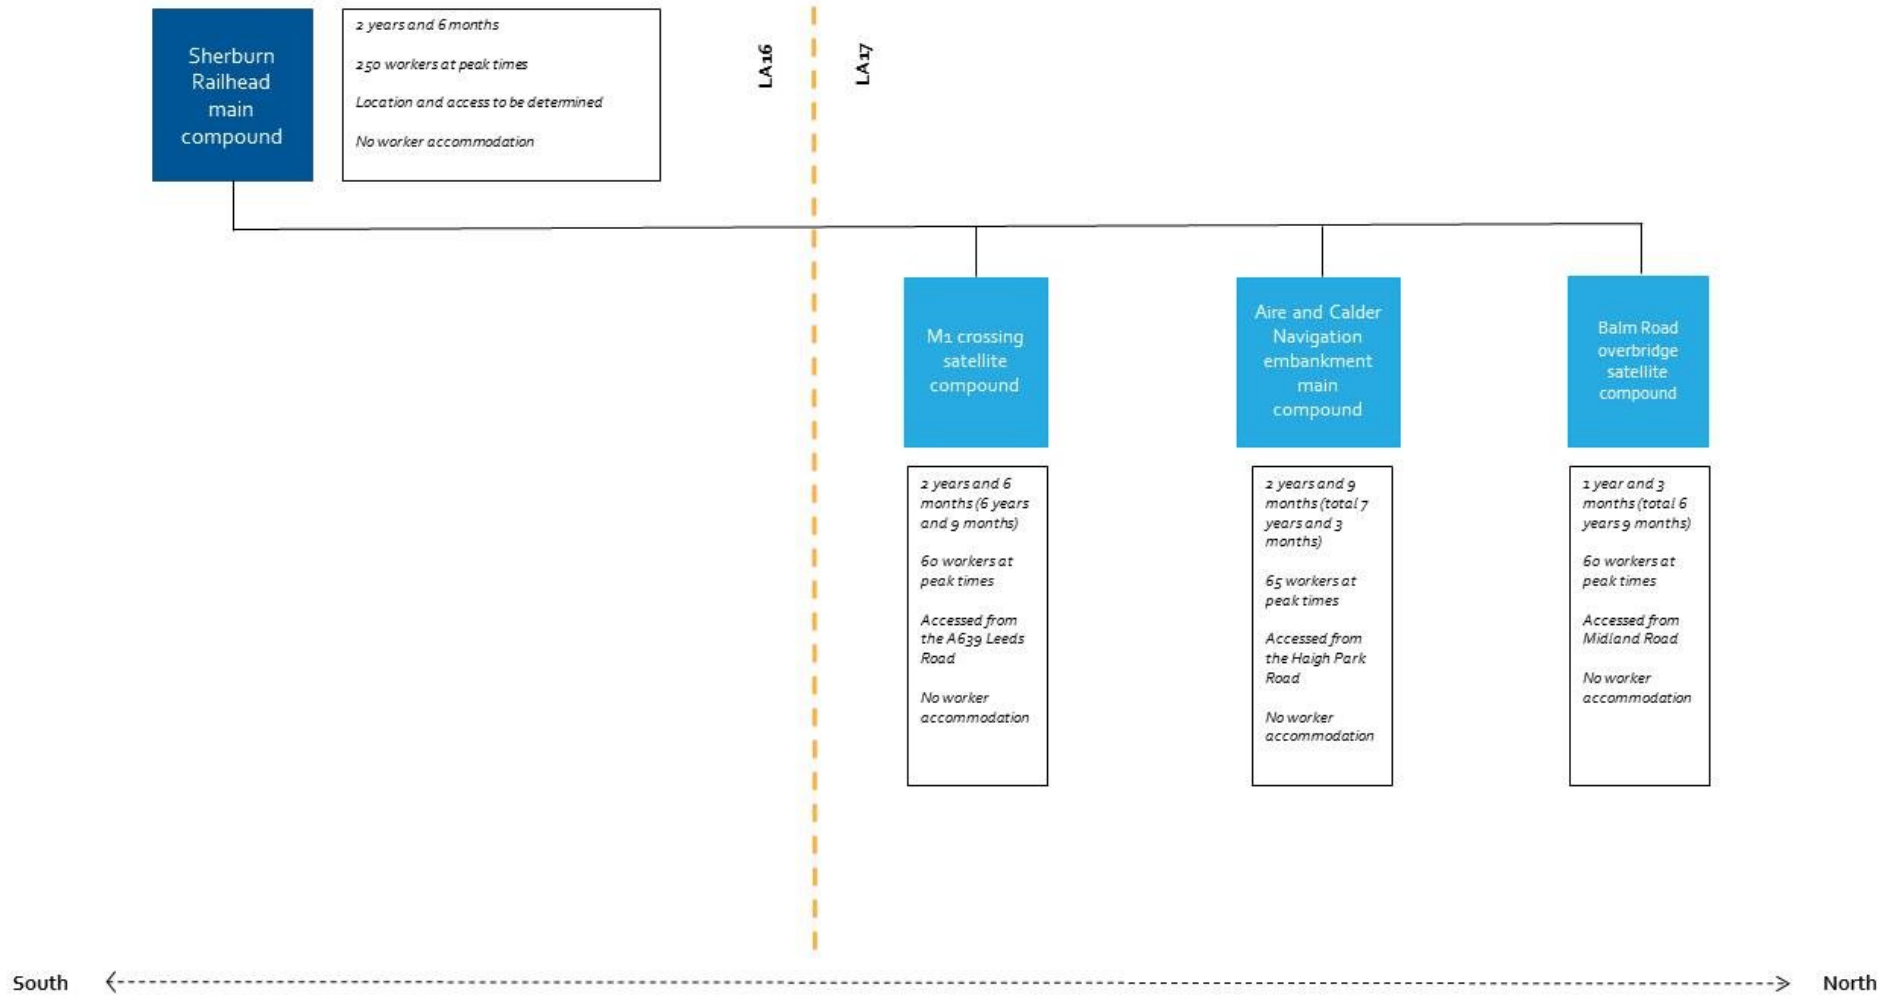 Sherburn
Railhead
main
compound
2 years and 6 months
250 workers at peak times
Location and access to be determined
No worker accommodation
LA16
LA17
M1 crossing
satellite
compound
2 years and 6
months (6 years
and 9 months)
60 workers at
peak times
Accessed from
the A639 Leeds
Road
No worker
accommodation
Aire and Calder
Navigation
embankment
main
compound
2 years and 9
months (total 7
years and 3
months)
65 workers at
peak times
Accessed from
the Haigh Park
Road
No worker
accommodation
Balm Road
overbridge
satellite
compound
1 year and 3
months (total 6
years 9 months)
60 workers at
peak times
Accessed from
Midland Road
No worker
accommodation
South
North